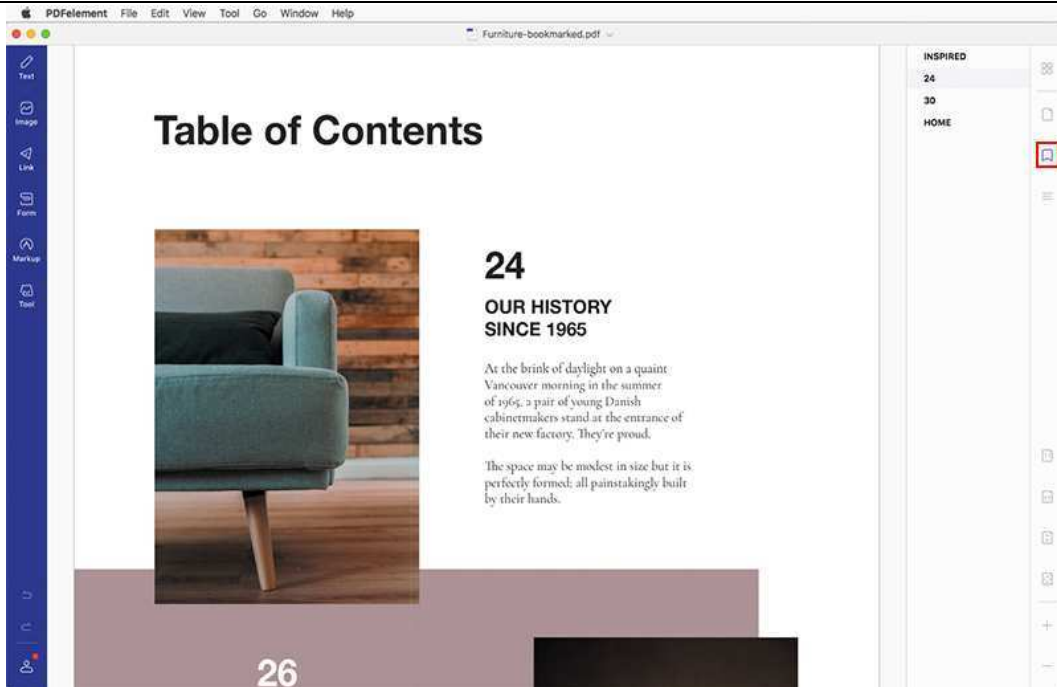 PDFelement File Edit View Tool Go Window Help
Furniture-bookmarked.pdf
Text
Image
Link
Form
Markup
Tool
Table of Contents
24
OUR HISTORY
SINCE 1965
At the brink of daylight on a quaint
Vancouver morning in the summer
of 1965, a pair of young Danish
cabinetmakers stand at the entrance of
their new factory. They're proud.
The space may be modest in size but it is
perfectly formed; all painstakingly built
by their hands.
26
INSPIRED
24
30
HOME